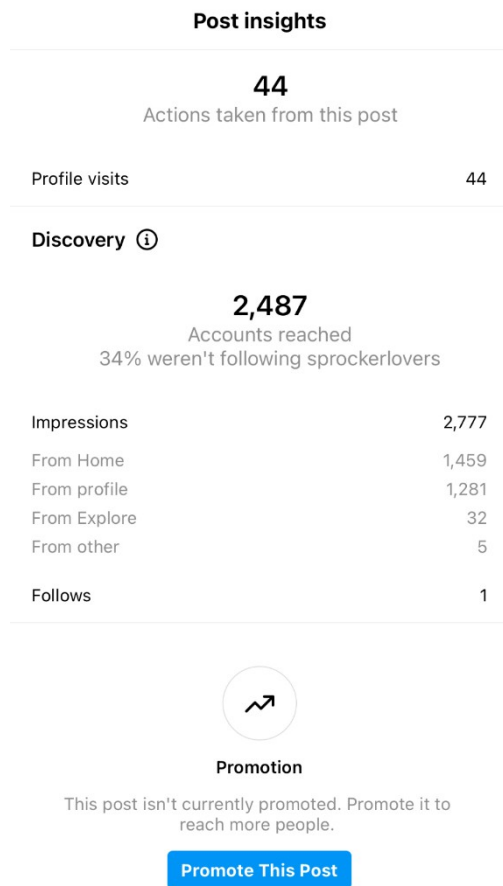 Post insights
44
Actions taken from this post
Profile visits 44
Discovery
2,487
Accounts reached
34% weren't following sprockerlovers
Impressions 2,777
From Home 1,459
From profile 1,281
From Explore 32
From other 5
Follows 1
Promotion
This post isn't currently promoted. Promote it to
reach more people.
Promote This Post